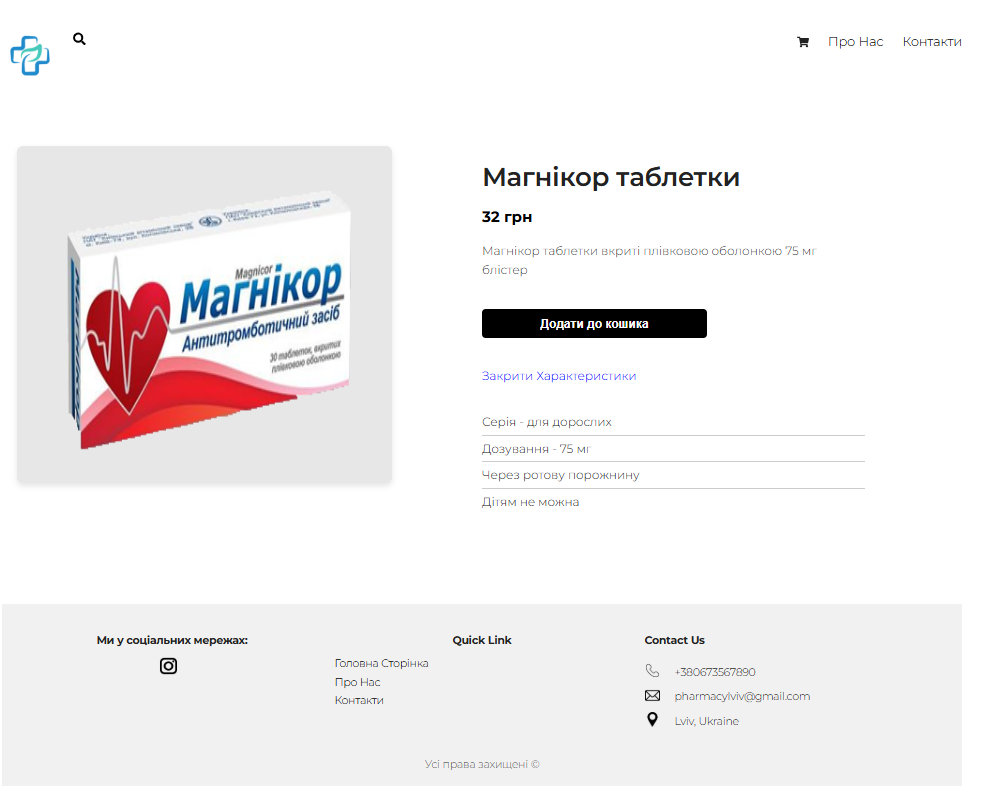 Про Нас Контакти
Магнікор таблетки
32 грн
Магнікор таблетки вкриті плівковою оболонкою 75 мг
блістер
Додати до кошика
Закрити Характеристики
Серія - для дорослих
Дозування - 75 мг
Через ротову порожнину
Дітям не можна
Magnicor
Магнікор
Антитромботичний засіб
30 таблеток, вкритих
плівковою оболонкою
Ми у соціальних мережах:
Quick Link
Головна Сторінка
Про Нас
Контакти
Contact Us
+380673567890
pharmacylviv@gmail.com
Lviv, Ukraine
Усі права захищені ©